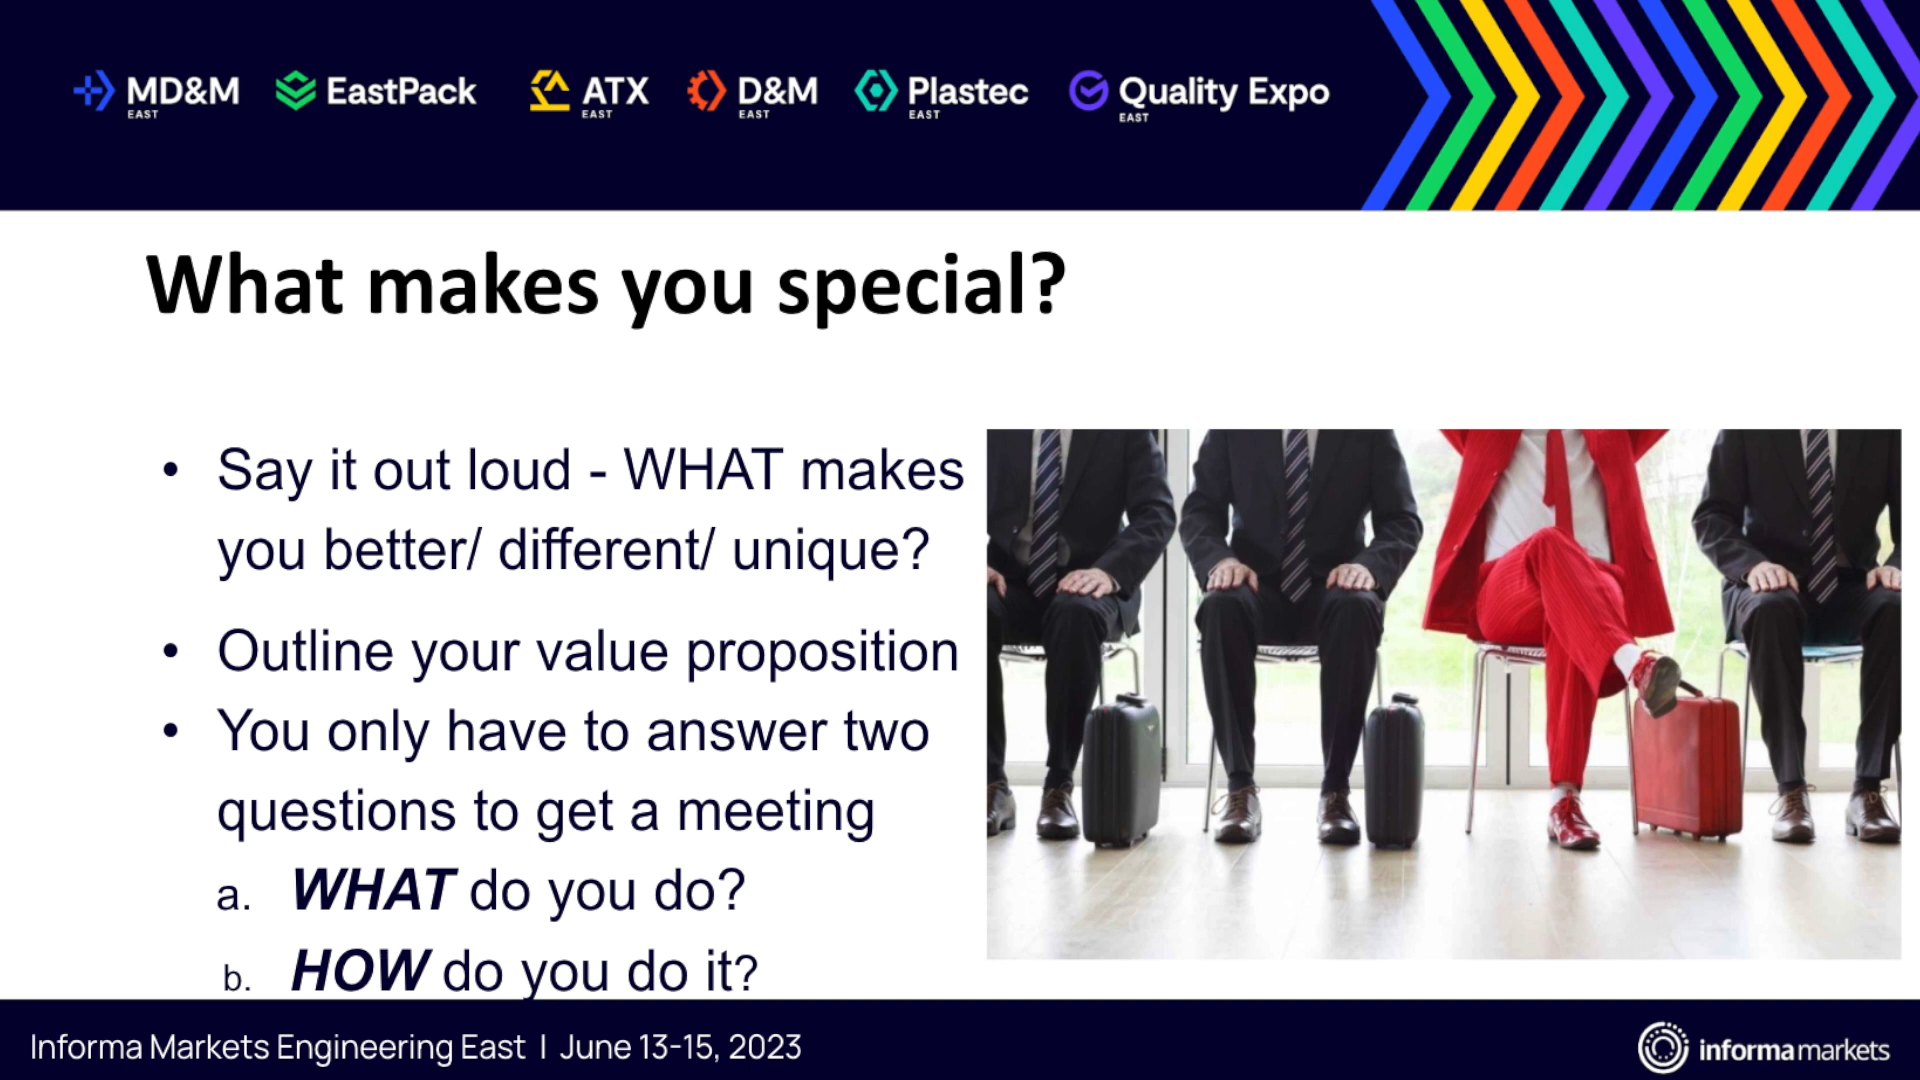 MD&M
EAST
EastPack
ATX
EAST
D&M
EAST
Plastec
EAST
Quality Expo
EAST
What makes you special?
• Say it out loud - WHAT makes
you better/ different/ unique?
• Outline your value proposition
• You only have to answer two
questions to get a meeting
a. WHAT do you do?
b. HOW do you do it?
Informa Markets Engineering East | June 13-15, 2023
informa markets